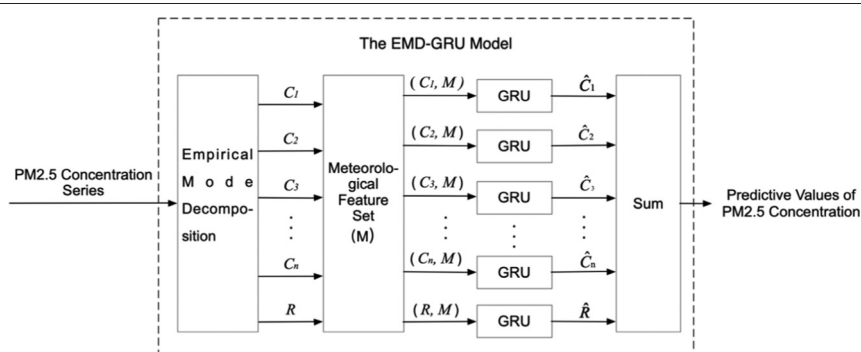 The EMD-GRU Model
PM2.5 Concentration
Series
Empirical
Mode
Decompo-
sition
C1
C2
C3
Cn
R
Meteorolo-
gical
Feature
Set
(M)
(C1, M)
(C2, M)
(C3, M)
(Cn, M)
(R, M)
GRU
GRU
GRU
GRU
GRU
Ĉ1
Ĉ2
Ĉ3
Ĉn
R̂
Sum
Predictive Values of
PM2.5 Concentration